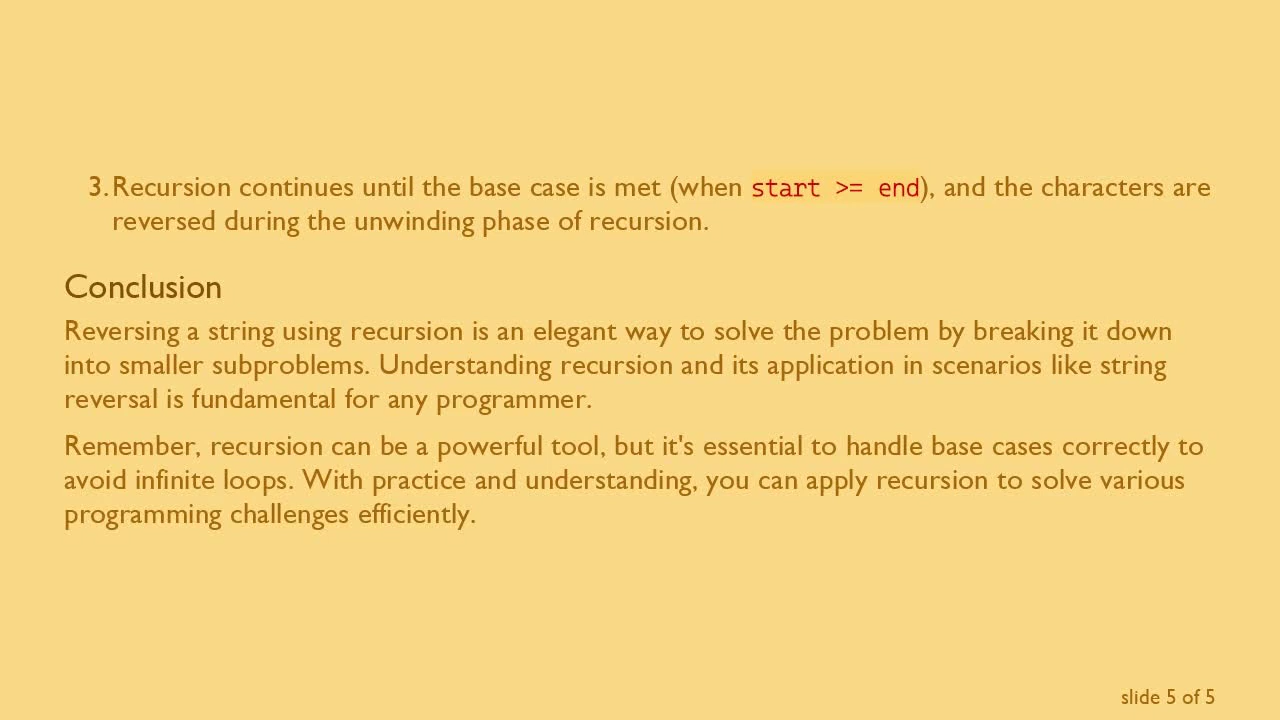 3. Recursion continues until the base case is met (when start >= end), and the characters are
reversed during the unwinding phase of recursion.
Conclusion
Reversing a string using recursion is an elegant way to solve the problem by breaking it down
into smaller subproblems. Understanding recursion and its application in scenarios like string
reversal is fundamental for any programmer.
Remember, recursion can be a powerful tool, but it's essential to handle base cases correctly to
avoid infinite loops. With practice and understanding, you can apply recursion to solve various
programming challenges efficiently.
slide 5 of 5